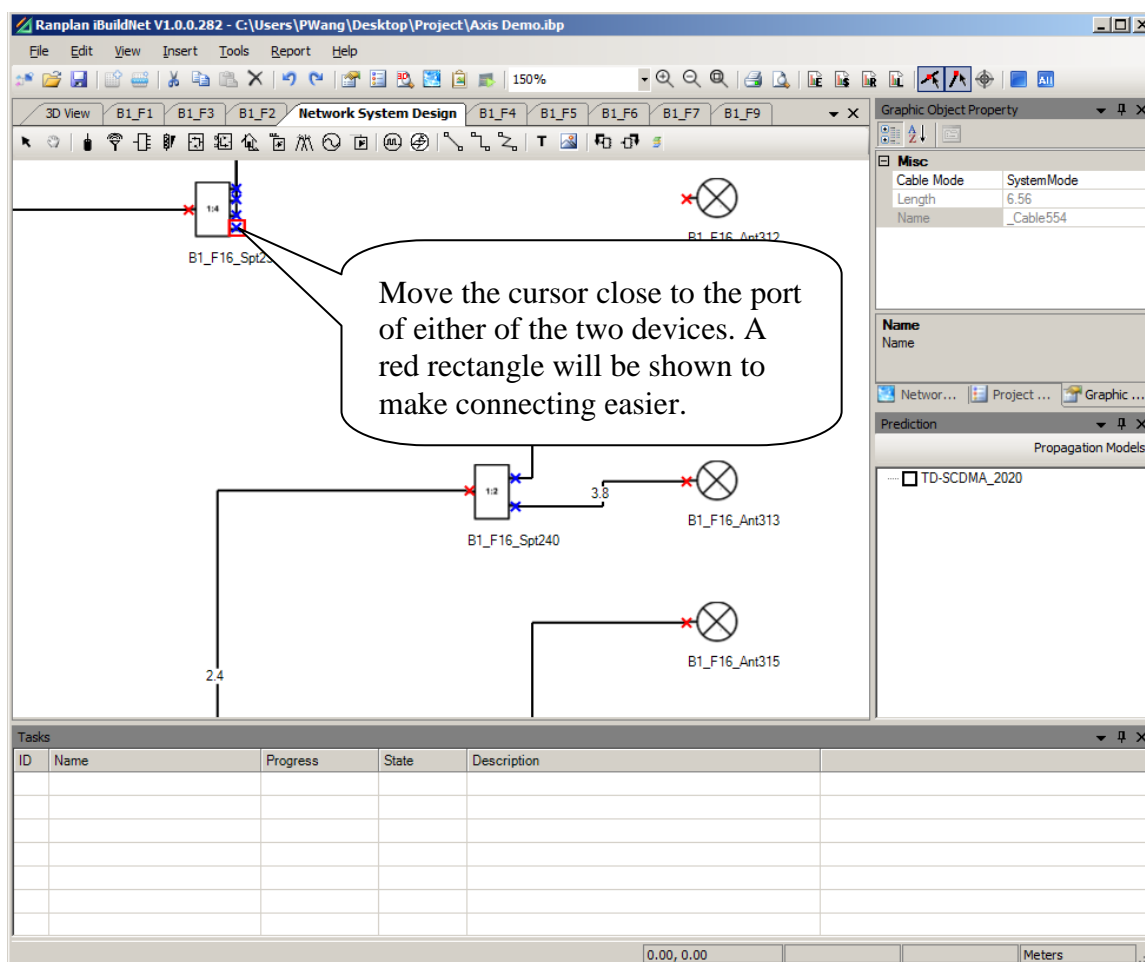 Ranplan iBuildNet V1.0.0.282 - C:\Users\PWang\Desktop\Project\Axis Demo.ibp
File Edit View Insert Tools Report Help
150%
3D View B1_F1 B1_F3 B1_F2 Network System Design B1_F4 B1_F5 B1_F6 B1_F7 B1_F9
Graphic Object Property
Misc
Cable Mode SystemMode
Length 6.56
Name _Cable554
Name
Name
Networ... Project ... Graphic ...
Prediction
Propagation Models
TD-SCDMA_2020
1:4
B1_F16_Spt23
B1_F16_Ant312
Move the cursor close to the port
of either of the two devices. A
red rectangle will be shown to
make connecting easier.
1:2
3.8
B1_F16_Ant313
B1_F16_Spt240
B1_F16_Ant315
2.4
Tasks
ID Name Progress State Description
0.00, 0.00 Meters